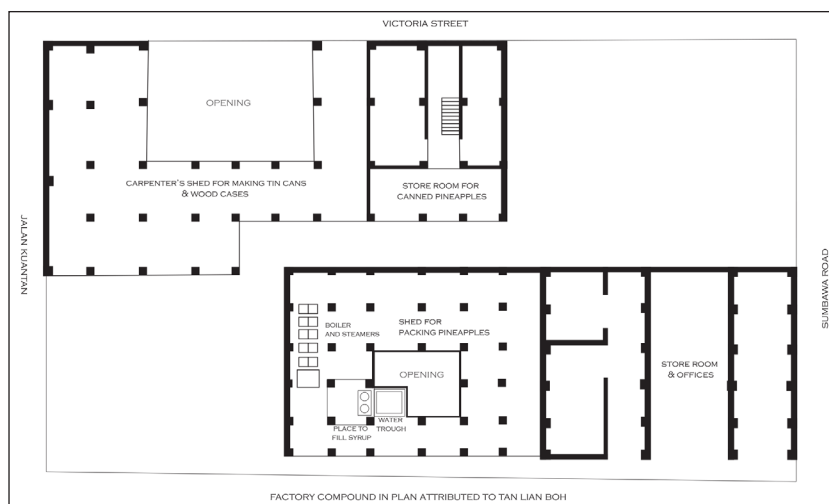 VICTORIA STREET
OPENING
CARPENTER'S SHED FOR MAKING TIN CANS
& WOOD CASES
STORE ROOM FOR
CANNED PINEAPPLES
JALAN KUANTAN
SUMBAWA ROAD
BOILER
AND STEAMERS
SHED FOR
PACKING PINEAPPLES
OPENING
STORE ROOM
& OFFICES
PLACE TO
FILL SYRUP
WATER
TROUGH
FACTORY COMPOUND IN PLAN ATTRIBUTED TO TAN LIAN BOH